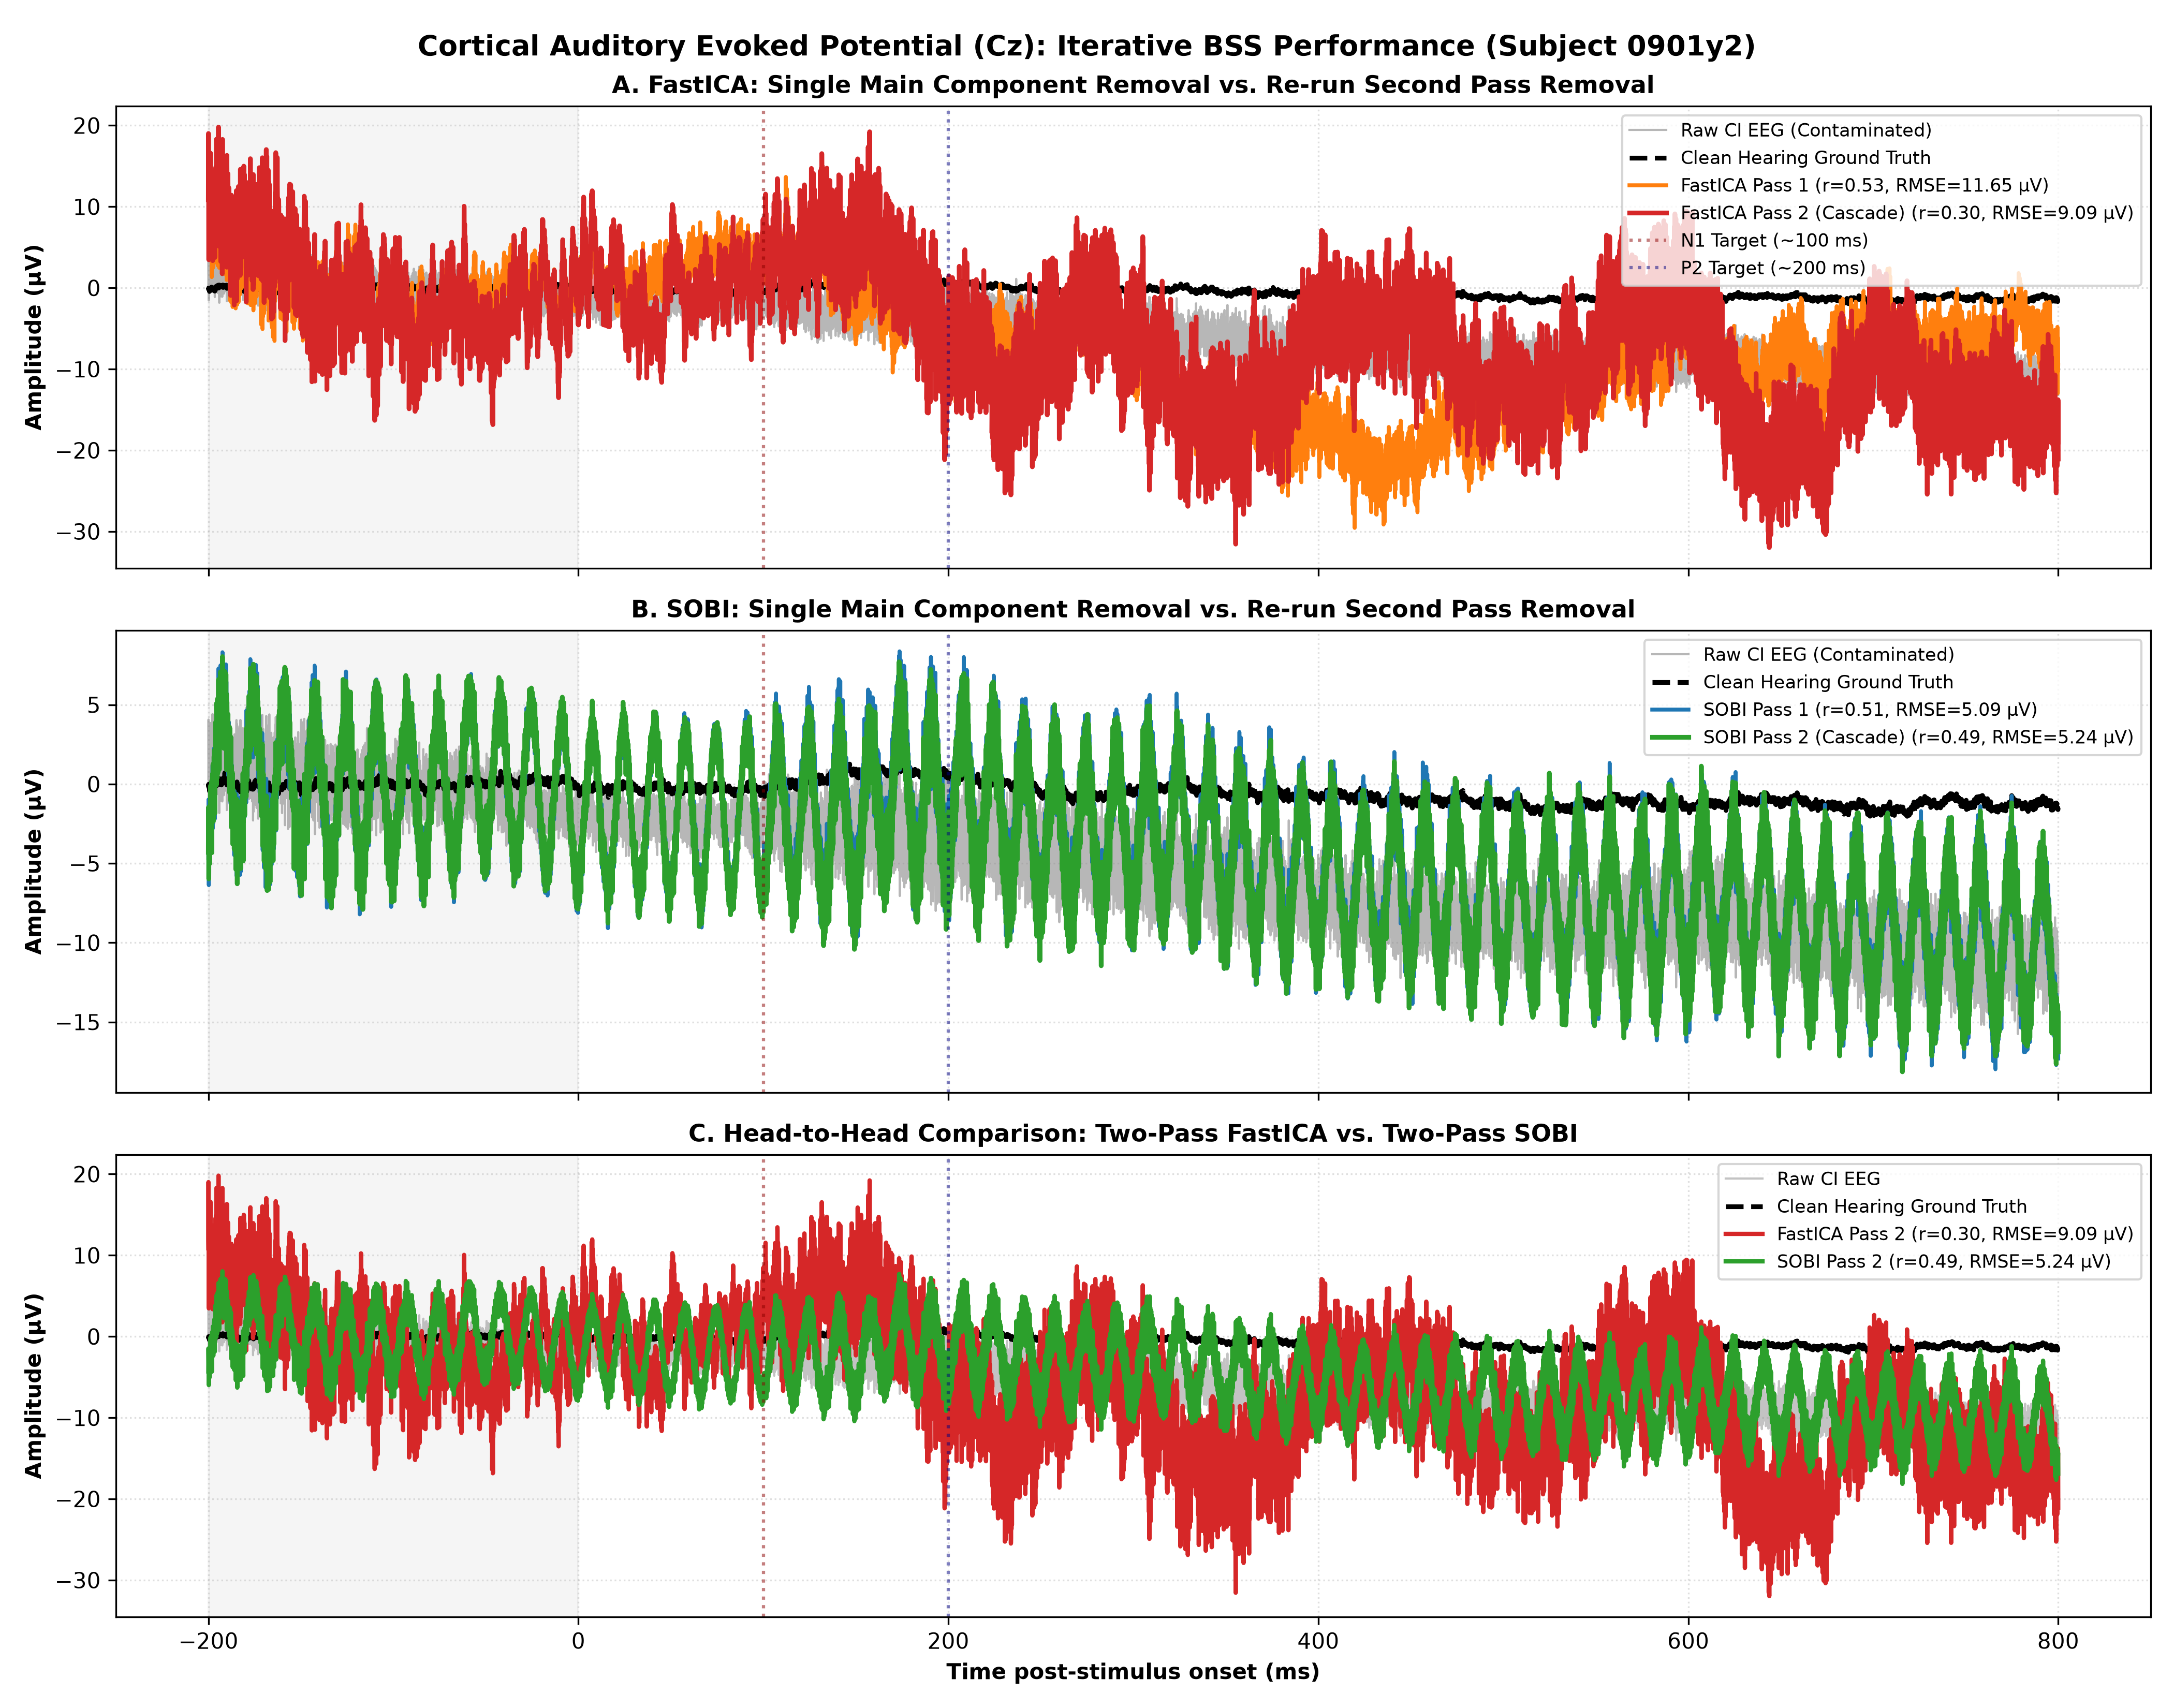 Cortical Auditory Evoked Potential (Cz): Iterative BSS Performance (Subject 0901y2)
A. FastICA: Single Main Component Removal vs. Re-run Second Pass Removal
Amplitude (µV)
20
10
0
−10
−20
−30
Raw CI EEG (Contaminated)
Clean Hearing Ground Truth
FastICA Pass 1 (r=0.53, RMSE=11.65 µV)
FastICA Pass 2 (Cascade) (r=0.30, RMSE=9.09 µV)
N1 Target (~100 ms)
P2 Target (~200 ms)
B. SOBI: Single Main Component Removal vs. Re-run Second Pass Removal
Amplitude (µV)
5
0
−5
−10
−15
Raw CI EEG (Contaminated)
Clean Hearing Ground Truth
SOBI Pass 1 (r=0.51, RMSE=5.09 µV)
SOBI Pass 2 (Cascade) (r=0.49, RMSE=5.24 µV)
C. Head-to-Head Comparison: Two-Pass FastICA vs. Two-Pass SOBI
Amplitude (µV)
20
10
0
−10
−20
−30
Raw CI EEG
Clean Hearing Ground Truth
FastICA Pass 2 (r=0.30, RMSE=9.09 µV)
SOBI Pass 2 (r=0.49, RMSE=5.24 µV)
−200 0 200 400 600 800
Time post-stimulus onset (ms)